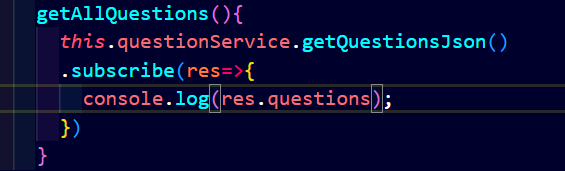 getAllQuestions(){
this.questionService.getQuestionsJson()
.subscribe(res=>{
console.log(res.questions);
})
}